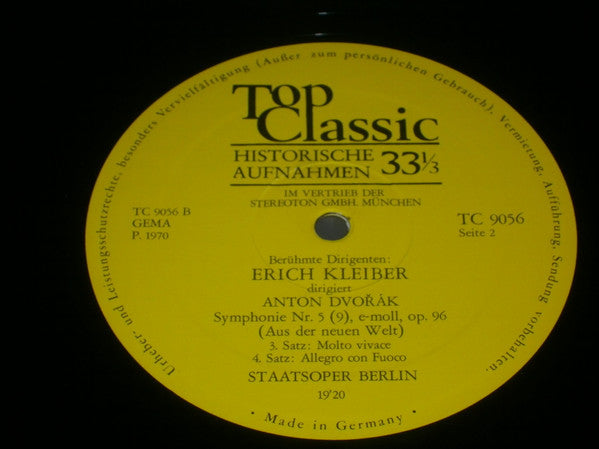 Urheber- und Leistungsschutzrechte, besonders Vervielfältigung (Außer zum persönlichen Gebrauch), Vermietung, Aufführung, Sendung vorbehalten.
Top
Classic
HISTORISCHE
AUFNAHMEN 33⅓
IM VERTRIEB DER
STEREOTON GMBH. MÜNCHEN
TC 9056 B
GEMA
P. 1970
TC 9056
Seite 2
Berühmte Dirigenten:
ERICH KLEIBER
dirigiert
ANTON DVOŘÁK
Symphonie Nr. 5 (9), e-moll, op. 96
(Aus der neuen Welt)
3. Satz: Molto vivace
4. Satz: Allegro con Fuoco
STAATSOPER BERLIN
19'20
• Made in Germany •